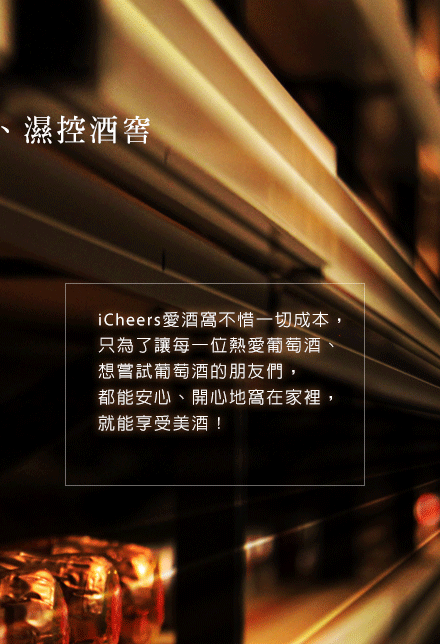 、濕控酒窖
iCheers愛酒窩不惜一切成本，
只為了讓每一位熱愛葡萄酒、
想嘗試葡萄酒的朋友們，
都能安心、開心地窩在家裡，
就能享受美酒！